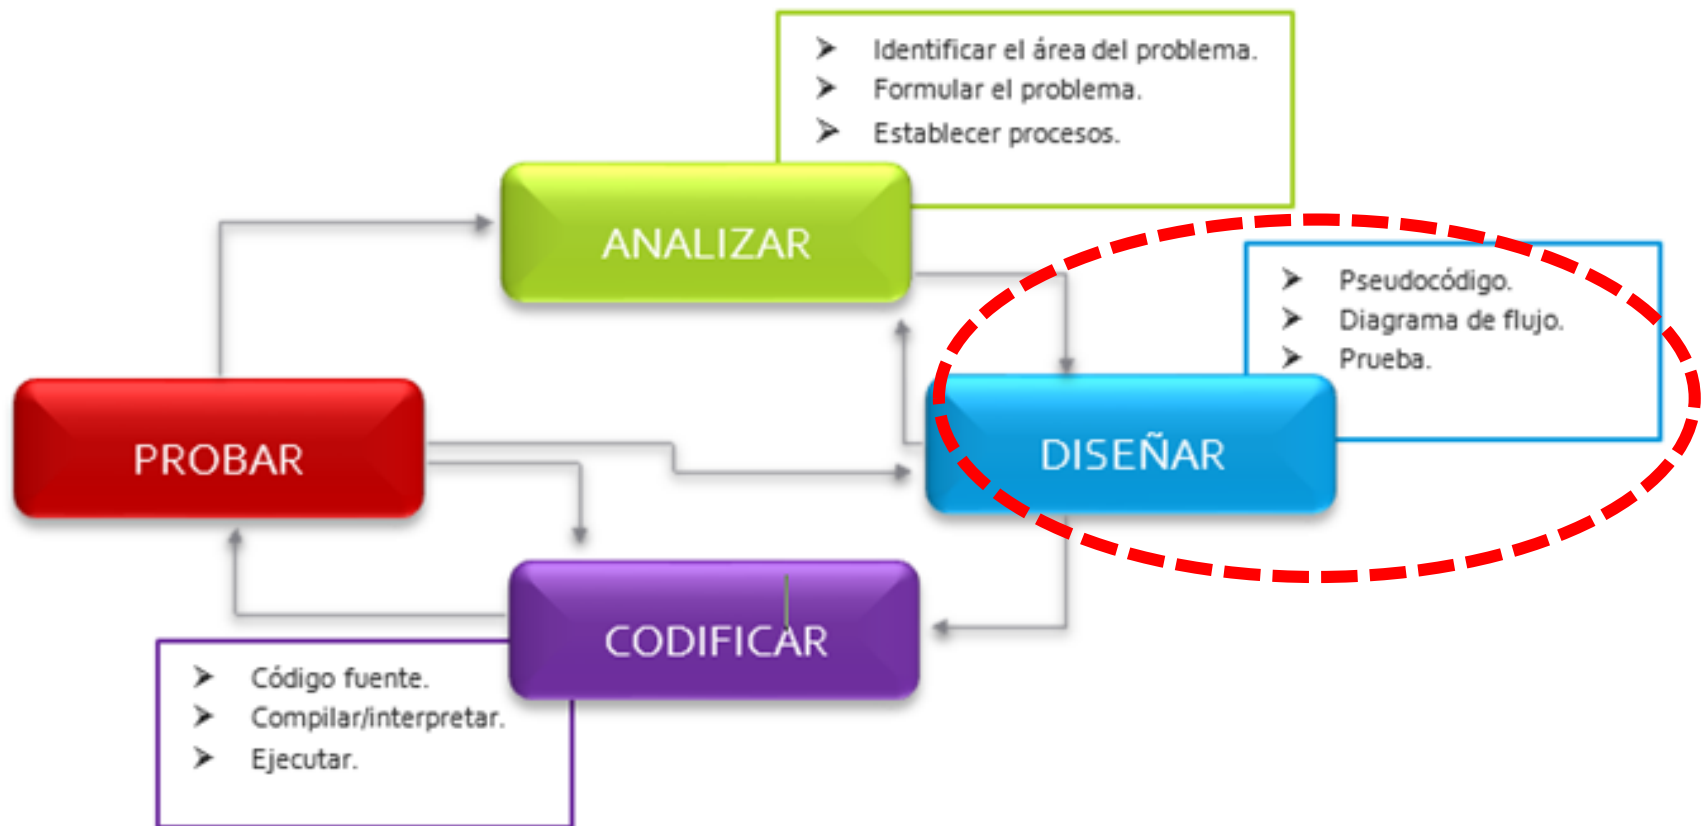 Identificar el área del problema.
Formular el problema.
Establecer procesos.
ANALIZAR
Pseudocódigo.
Diagrama de flujo.
Prueba.
DISEÑAR
PROBAR
CODIFICAR
Código fuente.
Compilar/interpretar.
Ejecutar.